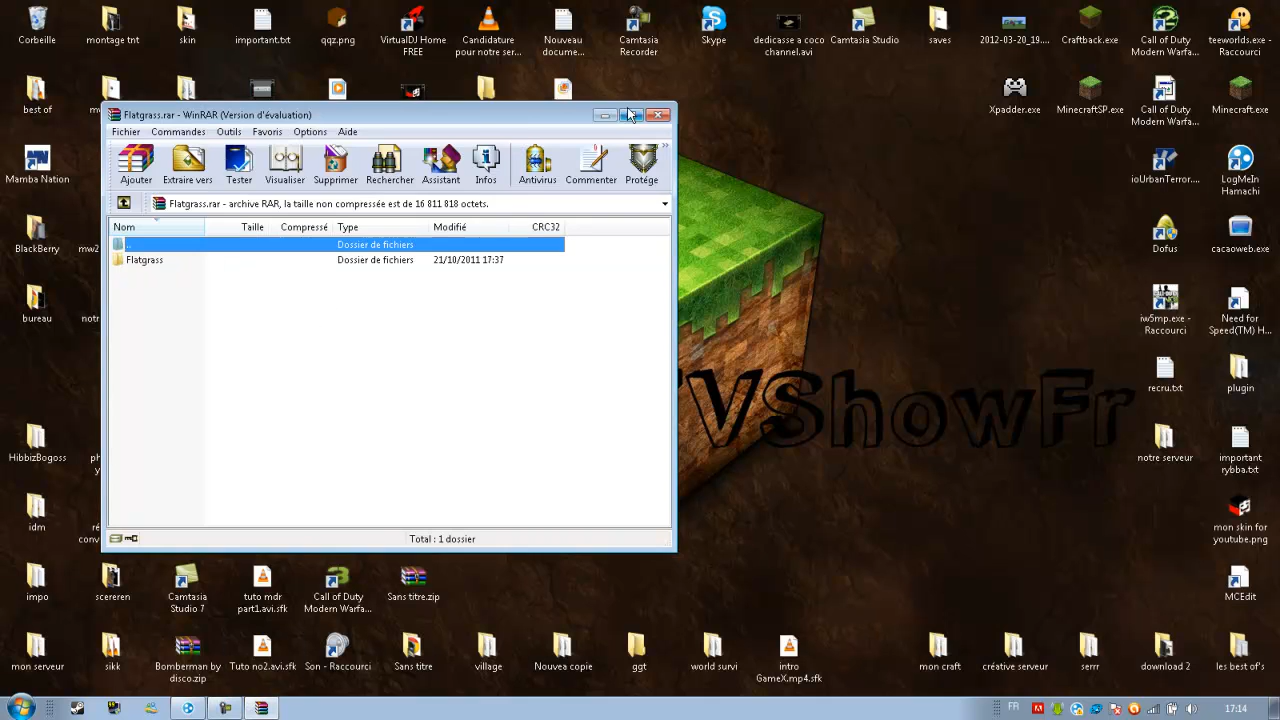 Corbeille
montage tnt
skin
important.txt
qqz.png
VirtualDJ Home
FREE
Candidature
pour notre ser...
Nouveau
docume...
Camtasia
Recorder
Skype
dedicasse a coco
channel.avi
Camtasia Studio
saves
2012-03-20_19....
Craftback.exe
Call of Duty
Modern Warfa...
teeworlds.exe -
Raccourci
best of
Xpadder.exe
MinecraftSP.exe
Call of Duty
Modern Warfa...
Minecraft.exe
Flatgrass.rar - WinRAR (Version d'évaluation)
Fichier Commandes Outils Favoris Options Aide
Ajouter Extraire vers Tester Visualiser Supprimer Rechercher Assistant Infos Antivirus Commenter Protége
Flatgrass.rar - archive RAR, la taille non compressée est de 16 811 818 octets.
Nom Taille Compressé Type Modifié CRC32
.. Dossier de fichiers
Flatgrass Dossier de fichiers 21/10/2011 17:37
Total : 1 dossier
Mamba Nation
ioUrbanTerror....
LogMeIn
Hamachi
BlackBerry
mw2
Dofus
cacaoweb.exe
bureau
notr
iw5mp.exe -
Raccourci
Need for
Speed(TM) H...
VShowFr
recru.txt
plugin
HibbizBogoss
ph
notre serveur
important
rybba.txt
idm
ré
conv
mon skin for
youtube.png
impo
scereren
Camtasia
Studio 7
tuto mdr
part1.avi.sfk
Call of Duty
Modern Warfa...
Sans titre.zip
MCEdit
mon serveur
sikk
Bomberman by
disco.zip
Tuto no2.avi.sfk
Son - Raccourci
Sans titre
village
Nouvea copie
ggt
world survi
intro
GameX.mp4.sfk
mon craft
créative serveur
serrr
download 2
les best of's
FR
17:14